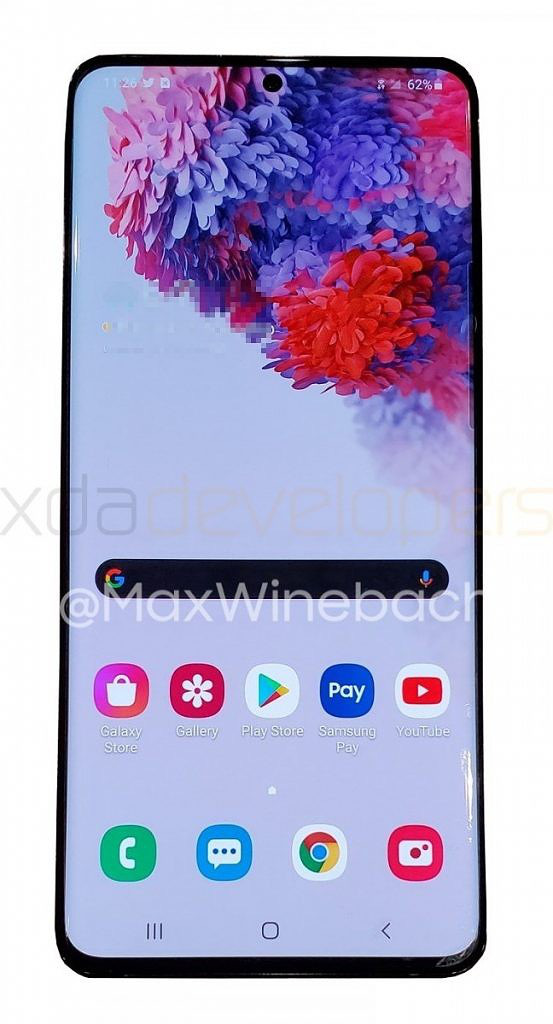 11:26
62%
xdadevelopers
@MaxWinebach
Galaxy
Store
Gallery
Play Store
Samsung
Pay
YouTube
Pay